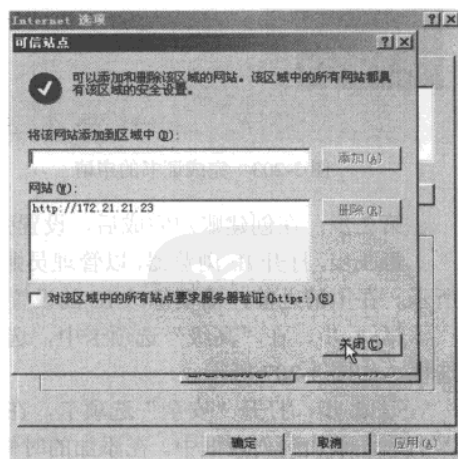 Internet 选项
可信站点
可以添加和删除该区域的网站。该区域中的所有网站都具
有该区域的安全设置。
将该网站添加到区域中(D):
添加(A)
网站(W):
http://172.21.21.23
删除(R)
对该区域中的所有站点要求服务器验证(https:)(S)
关闭(C)
确定
取消
应用(A)